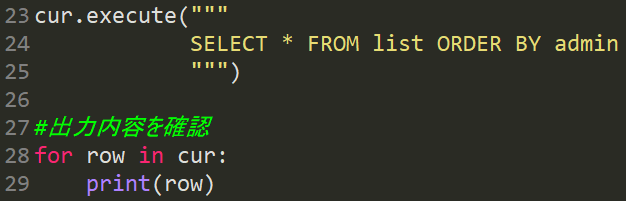 23 cur.execute("""
24             SELECT * FROM list ORDER BY admin
25             """)
26
27 #出力内容を確認
28 for row in cur:
29     print(row)